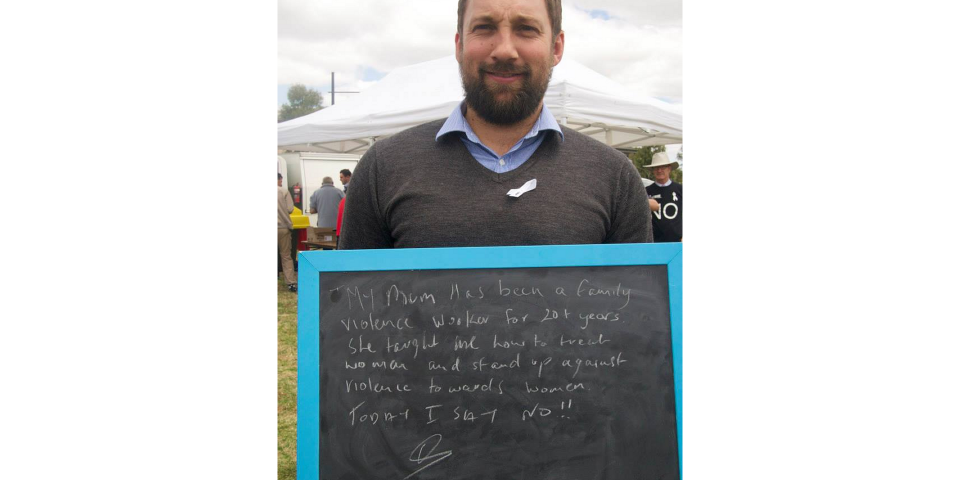 NO
My Mum Has been a family
violence worker for 20+ years
She taught me how to treat
woman and stand up against
violence towards women.
TODAY I SAY NO!!